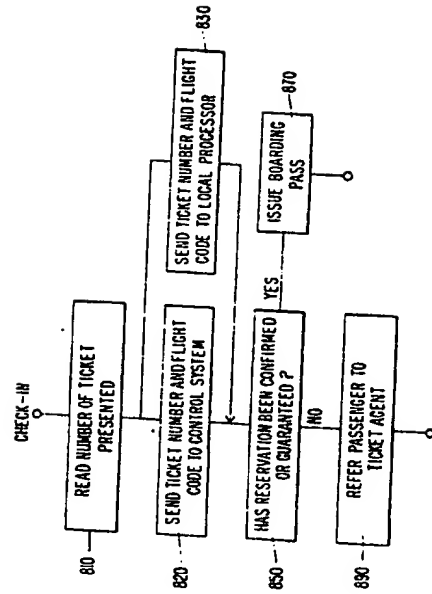 CHECK-IN
READ NUMBER OF TICKET
PRESENTED
810
SEND TICKET NUMBER AND FLIGHT
CODE TO CONTROL SYSTEM
820
SEND TICKET NUMBER AND FLIGHT
CODE TO LOCAL PROCESSOR
830
HAS RESERVATION BEEN CONFIRMED
OR GUARANTEED ?
850
YES
ISSUE BOARDING
PASS
870
NO
REFER PASSENGER TO
TICKET AGENT
890